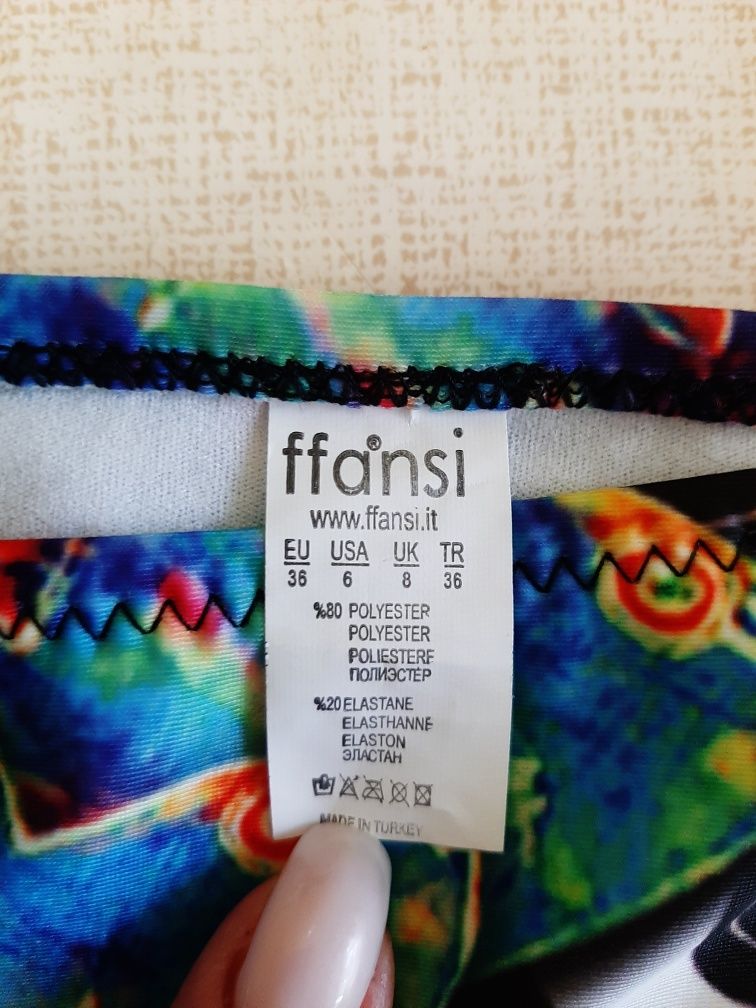 ffansi®
www.ffansi.it
EU USA UK TR
36 6 8 36
%80 POLYESTER
POLYESTER
POLIESTERE
ПОЛИЭСТЕР
%20 ELASTANE
ELASTHANNE
ELASTON
ЭЛАСТАН
MADE IN TURKEY